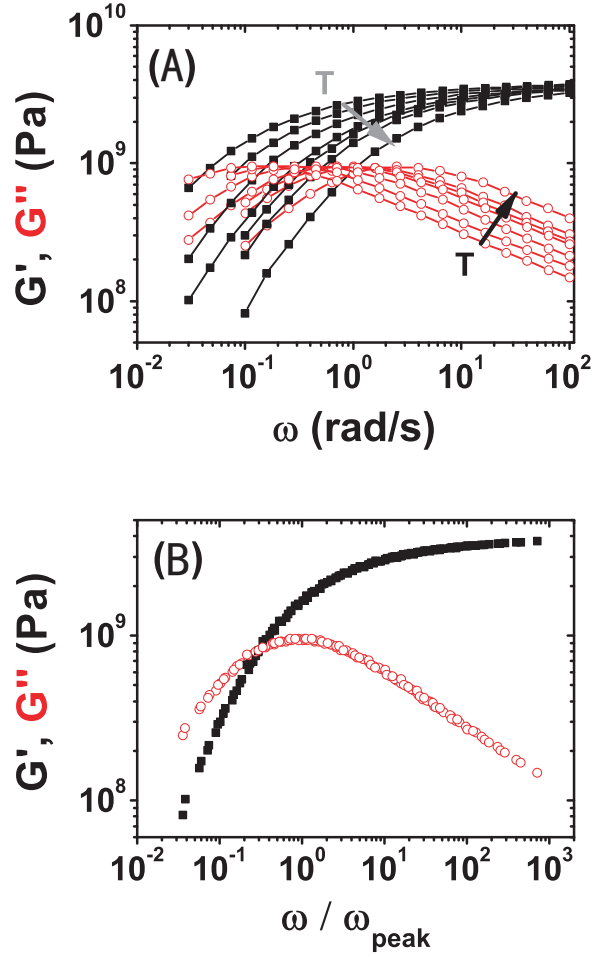 (A)
T
T
G', G'' (Pa)
10^10
10^9
10^8
10^-2 10^-1 10^0 10^1 10^2
ω (rad/s)
(B)
G', G'' (Pa)
10^9
10^8
10^-2 10^-1 10^0 10^1 10^2 10^3
ω / ω_peak